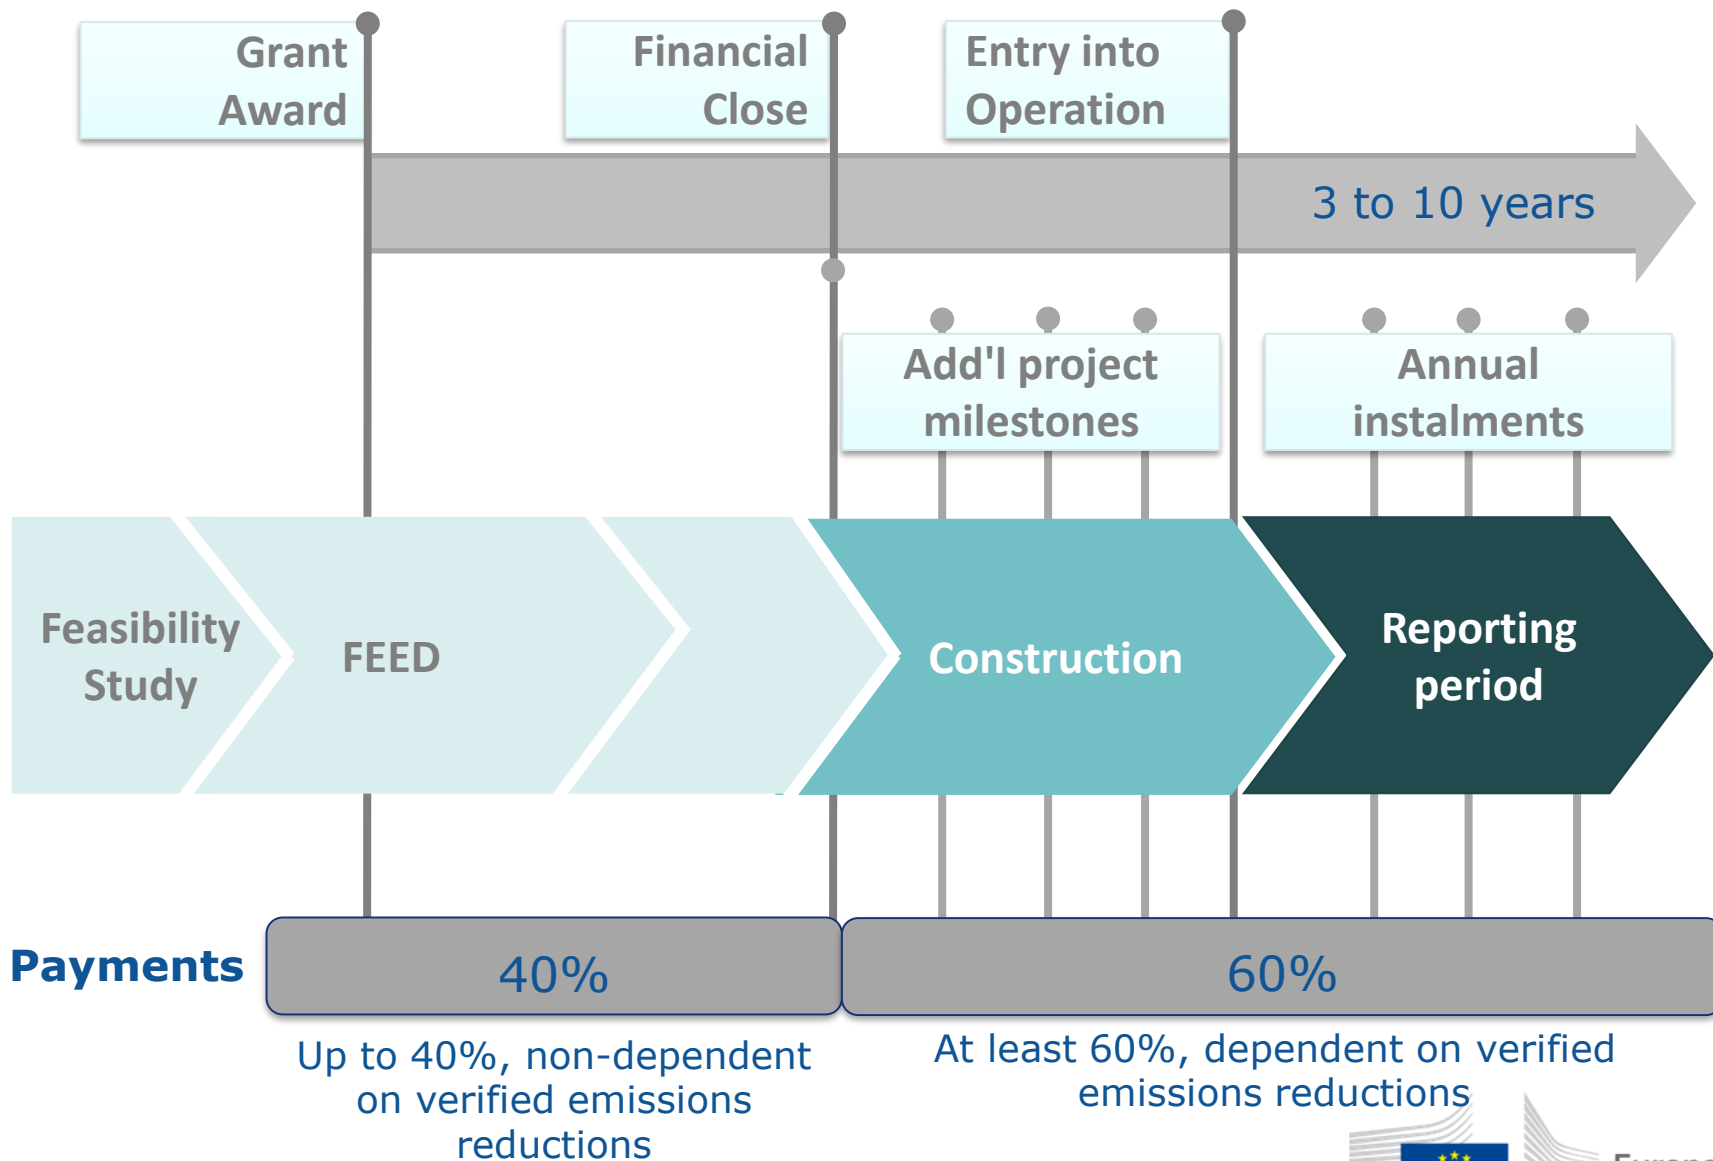 Grant
Award
Financial
Close
Entry into
Operation
3 to 10 years
Add'l project
milestones
Annual
instalments
Feasibility
Study
FEED
Construction
Reporting
period
Payments
40%
60%
Up to 40%, non-dependent
on verified emissions
reductions
At least 60%, dependent on verified
emissions reductions